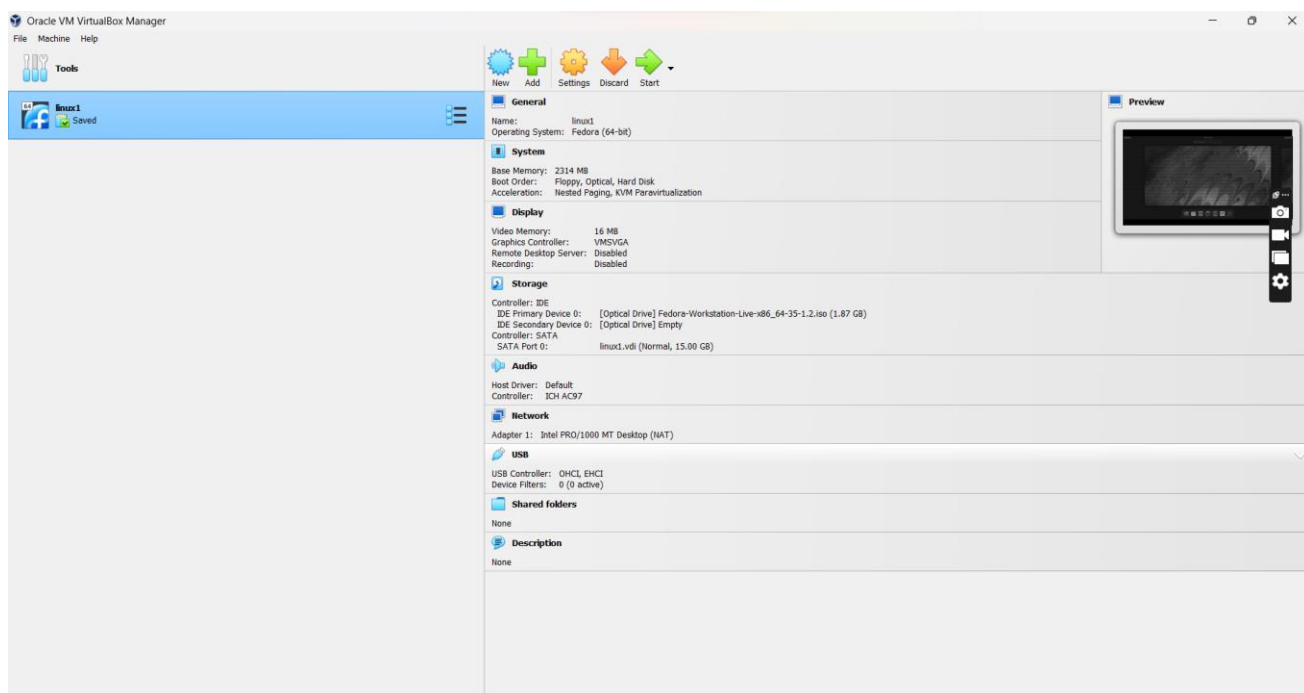 Oracle VM VirtualBox Manager
File Machine Help
Tools
New Add Settings Discard Start
64 linux1
Saved
General
Name: linux1
Operating System: Fedora (64-bit)
System
Base Memory: 2314 MB
Boot Order: Floppy, Optical, Hard Disk
Acceleration: Nested Paging, KVM Paravirtualization
Display
Video Memory: 16 MB
Graphics Controller: VMSVGA
Remote Desktop Server: Disabled
Recording: Disabled
Storage
Controller: IDE
IDE Primary Device 0: [Optical Drive] Fedora-Workstation-Live-x86_64-35-1.2.iso (1.87 GB)
IDE Secondary Device 0: [Optical Drive] Empty
Controller: SATA
SATA Port 0: linux1.vdi (Normal, 15.00 GB)
Audio
Host Driver: Default
Controller: ICH AC97
Network
Adapter 1: Intel PRO/1000 MT Desktop (NAT)
USB
USB Controller: OHCI, EHCI
Device Filters: 0 (0 active)
Shared folders
None
Description
None
Preview